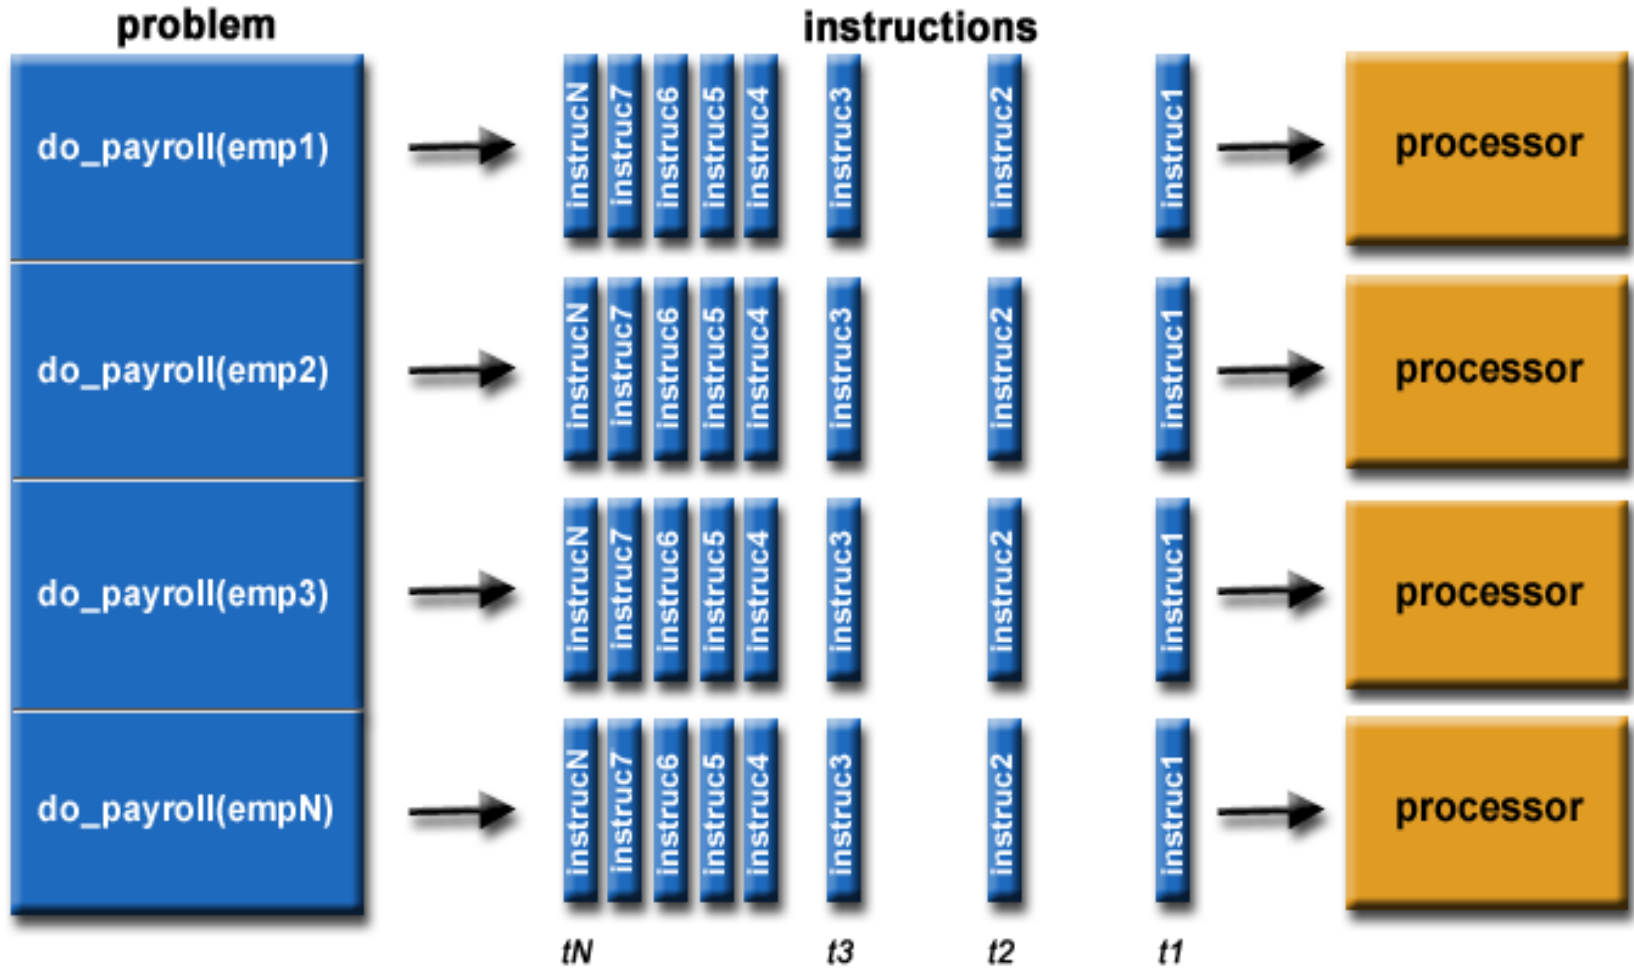 problem
instructions
do_payroll(emp1)
instrucN
instruc7
instruc6
instruc5
instruc4
instruc3
instruc2
instruc1
processor
do_payroll(emp2)
instrucN
instruc7
instruc6
instruc5
instruc4
instruc3
instruc2
instruc1
processor
do_payroll(emp3)
instrucN
instruc7
instruc6
instruc5
instruc4
instruc3
instruc2
instruc1
processor
do_payroll(empN)
instrucN
instruc7
instruc6
instruc5
instruc4
instruc3
instruc2
instruc1
processor
tN
t3
t2
t1